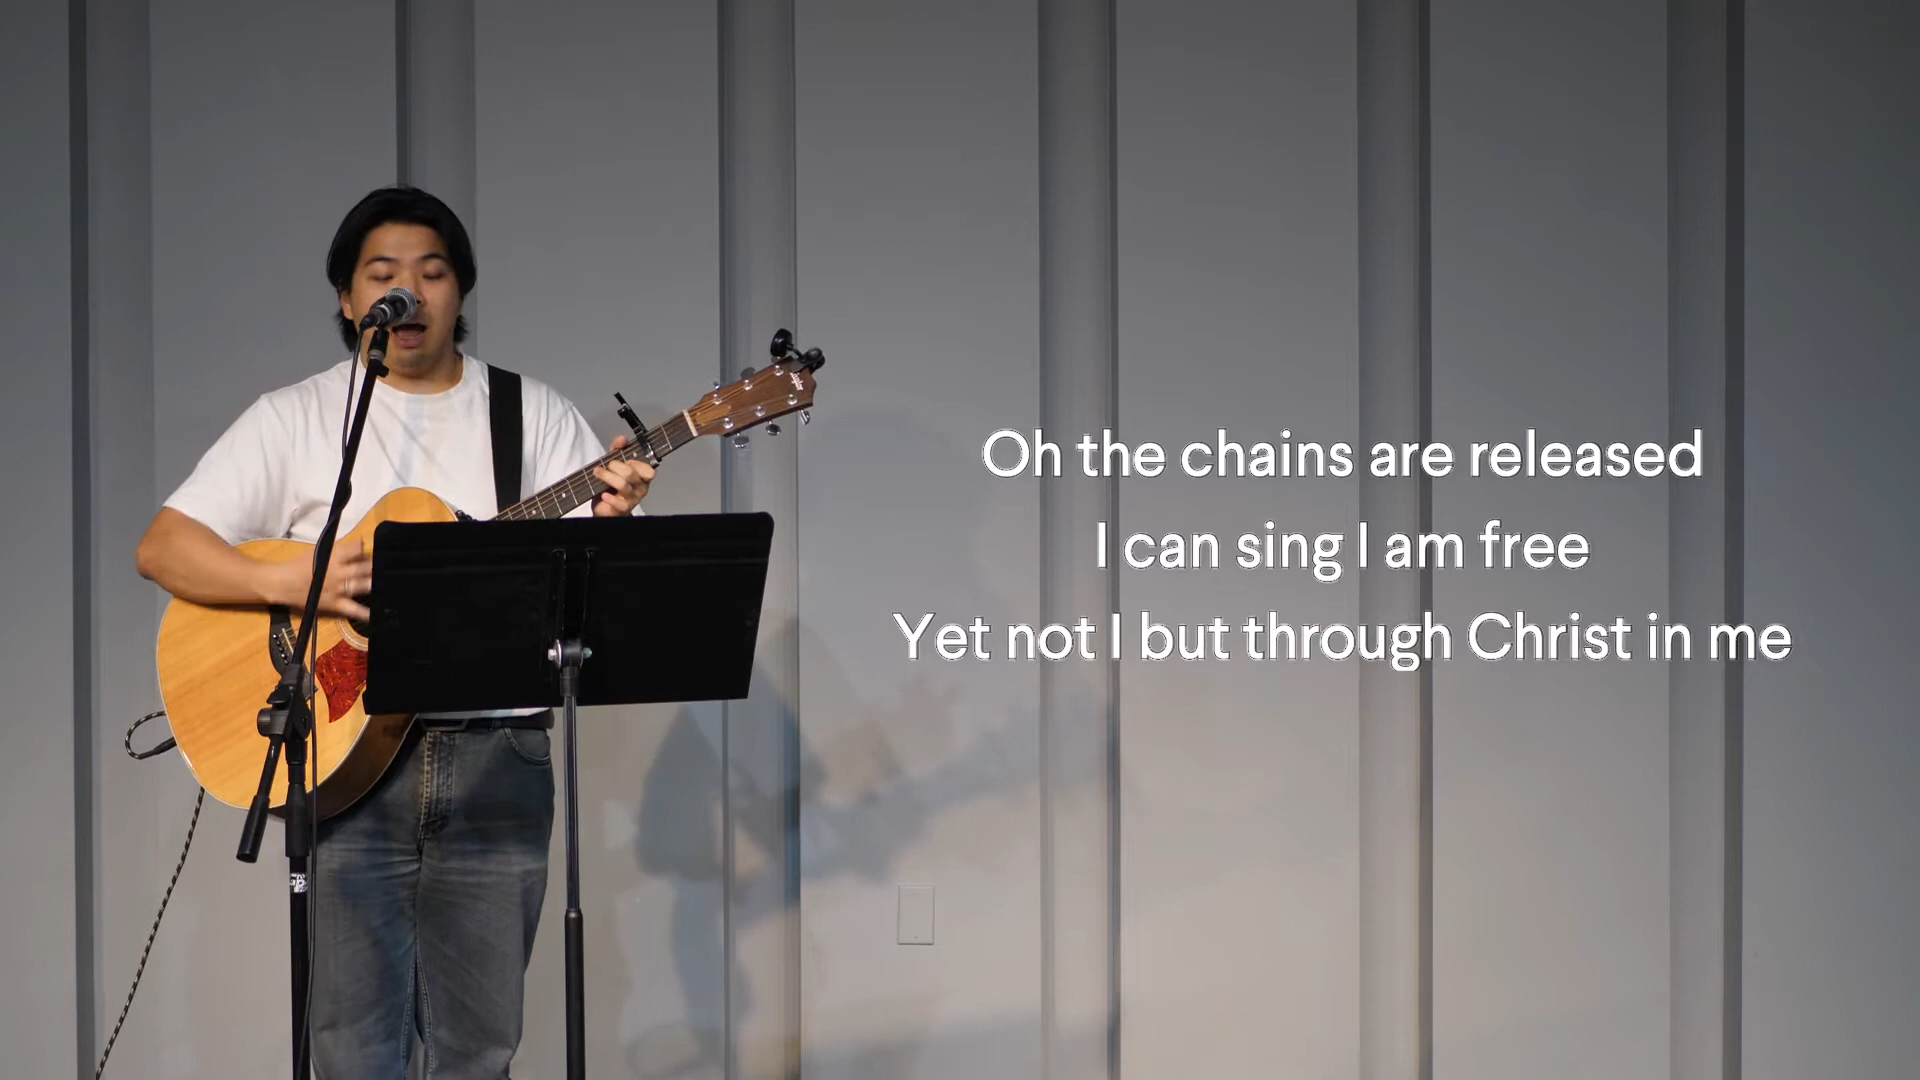 Oh the chains are released
I can sing I am free
Yet not I but through Christ in me